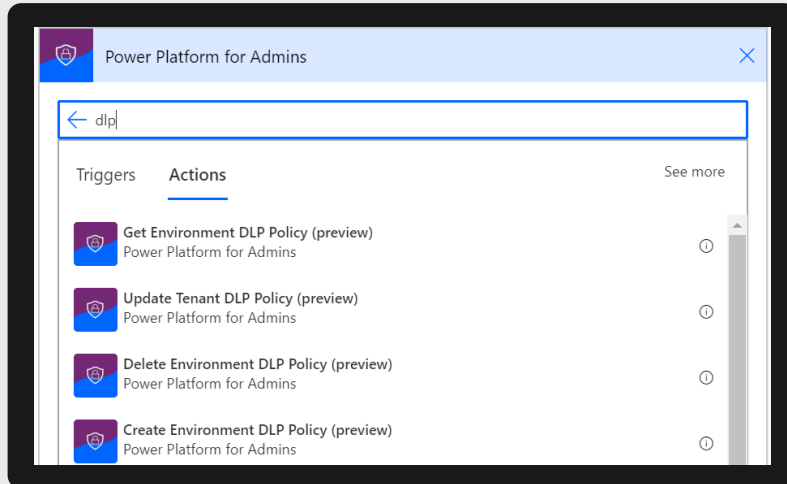 Power Platform for Admins
dlp
Triggers Actions See more
Get Environment DLP Policy (preview)
Power Platform for Admins
Update Tenant DLP Policy (preview)
Power Platform for Admins
Delete Environment DLP Policy (preview)
Power Platform for Admins
Create Environment DLP Policy (preview)
Power Platform for Admins